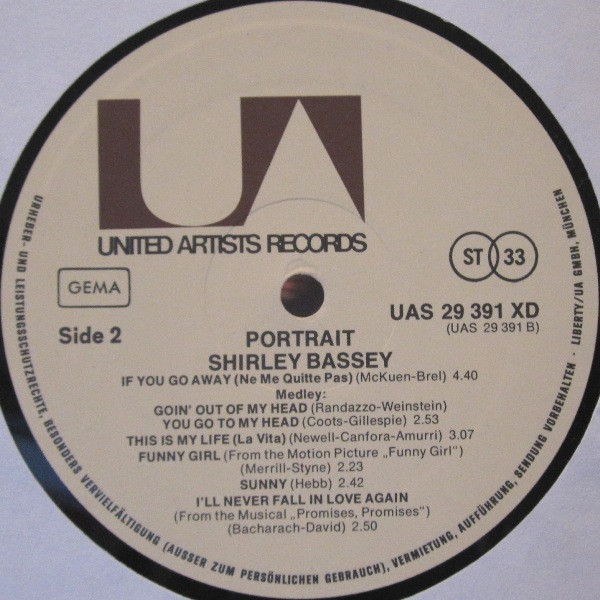 UA
UNITED ARTISTS RECORDS
GEMA
ST 33
Side 2
UAS 29 391 XD
(UAS 29 391 B)
PORTRAIT
SHIRLEY BASSEY
IF YOU GO AWAY (Ne Me Quitte Pas) (McKuen-Brel) 4.40
Medley:
GOIN' OUT OF MY HEAD (Randazzo-Weinstein)
YOU GO TO MY HEAD (Coots-Gillespie) 2.53
THIS IS MY LIFE (La Vita) (Newell-Canfora-Amurri) 3.07
FUNNY GIRL (From the Motion Picture „Funny Girl")
(Merrill-Styne) 2.23
SUNNY (Hebb) 2.42
I'LL NEVER FALL IN LOVE AGAIN
(From the Musical „Promises, Promises")
(Bacharach-David) 2.50
URHEBER- UND LEISTUNGSSCHUTZRECHTE, BESONDERS VERVIELFÄLTIGUNG (AUSSER ZUM PERSÖNLICHEN GEBRAUCH), VERMIETUNG, AUFFÜHRUNG, SENDUNG VORBEHALTEN · LIBERTY/UA GMBH, MÜNCHEN